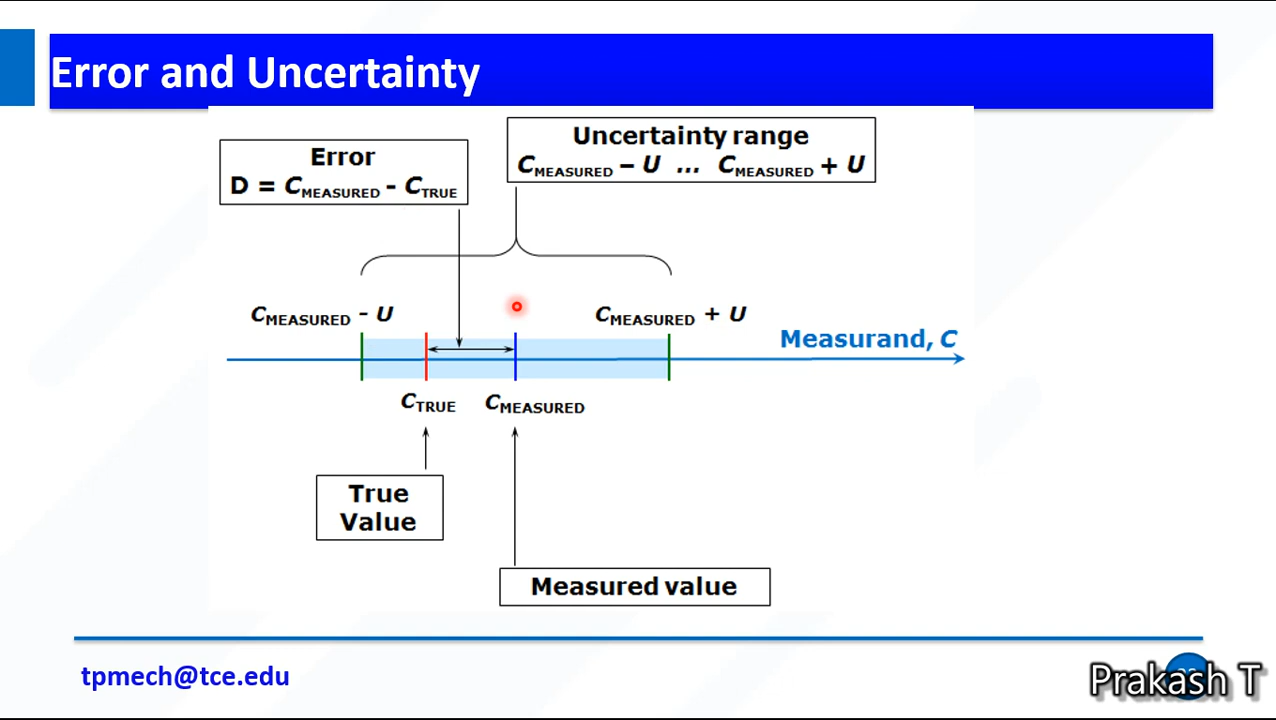 Error and Uncertainty
Uncertainty range
CMEASURED – U ... CMEASURED + U
Error
D = CMEASURED - CTRUE
CMEASURED - U
CMEASURED + U
Measurand, C
CTRUE
CMEASURED
True
Value
Measured value
tpmech@tce.edu
Prakash T